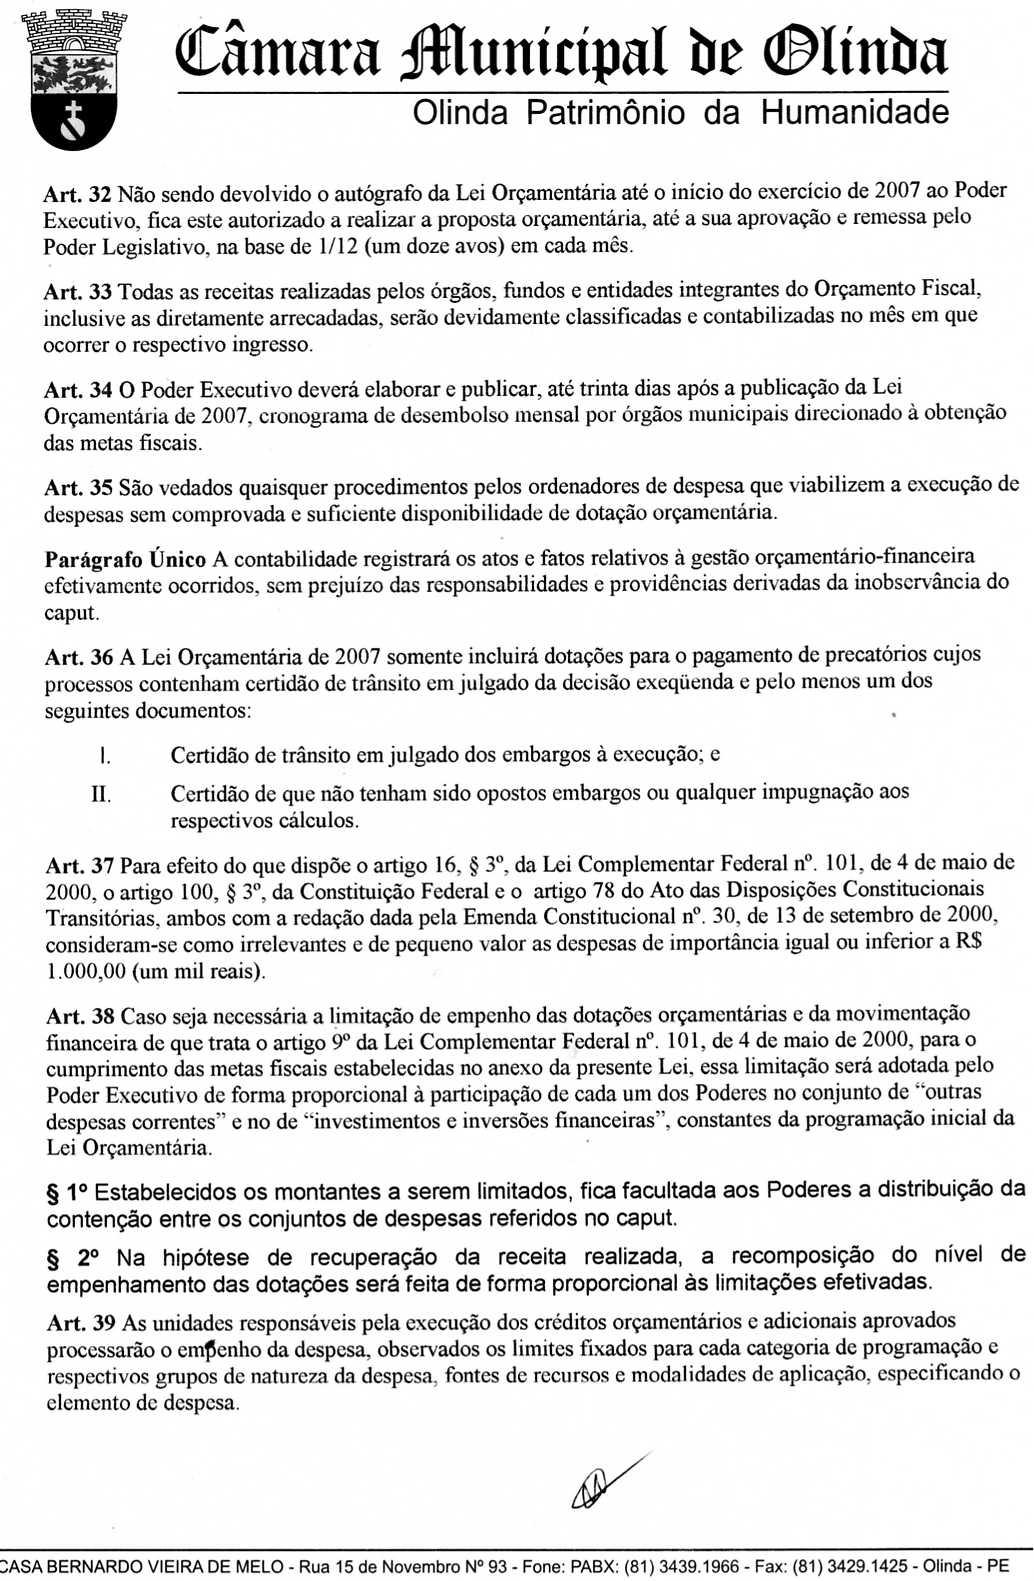 Câmara Municipal de Olinda
Olinda Patrimônio da Humanidade
Art. 32 Não sendo devolvido o autógrafo da Lei Orçamentária até o início do exercício de 2007 ao Poder
Executivo, fica este autorizado a realizar a proposta orçamentária, até a sua aprovação e remessa pelo
Poder Legislativo, na base de 1/12 (um doze avos) em cada mês.
Art. 33 Todas as receitas realizadas pelos órgãos, fundos e entidades integrantes do Orçamento Fiscal,
inclusive as diretamente arrecadadas, serão devidamente classificadas e contabilizadas no mês em que
ocorrer o respectivo ingresso.
Art. 34 O Poder Executivo deverá elaborar e publicar, até trinta dias após a publicação da Lei
Orçamentária de 2007, cronograma de desembolso mensal por órgãos municipais direcionado à obtenção
das metas fiscais.
Art. 35 São vedados quaisquer procedimentos pelos ordenadores de despesa que viabilizem a execução de
despesas sem comprovada e suficiente disponibilidade de dotação orçamentária.
Parágrafo Único A contabilidade registrará os atos e fatos relativos à gestão orçamentário-financeira
efetivamente ocorridos, sem prejuízo das responsabilidades e providências derivadas da inobservância do
caput.
Art. 36 A Lei Orçamentária de 2007 somente incluirá dotações para o pagamento de precatórios cujos
processos contenham certidão de trânsito em julgado da decisão exeqüenda e pelo menos um dos
seguintes documentos:
I. Certidão de trânsito em julgado dos embargos à execução; e
II. Certidão de que não tenham sido opostos embargos ou qualquer impugnação aos
respectivos cálculos.
Art. 37 Para efeito do que dispõe o artigo 16, § 3º, da Lei Complementar Federal nº. 101, de 4 de maio de
2000, o artigo 100, § 3º, da Constituição Federal e o artigo 78 do Ato das Disposições Constitucionais
Transitórias, ambos com a redação dada pela Emenda Constitucional nº. 30, de 13 de setembro de 2000,
consideram-se como irrelevantes e de pequeno valor as despesas de importância igual ou inferior a R$
1.000,00 (um mil reais).
Art. 38 Caso seja necessária a limitação de empenho das dotações orçamentárias e da movimentação
financeira de que trata o artigo 9º da Lei Complementar Federal nº. 101, de 4 de maio de 2000, para o
cumprimento das metas fiscais estabelecidas no anexo da presente Lei, essa limitação será adotada pelo
Poder Executivo de forma proporcional à participação de cada um dos Poderes no conjunto de “outras
despesas correntes” e no de “investimentos e inversões financeiras”, constantes da programação inicial da
Lei Orçamentária.
§ 1º Estabelecidos os montantes a serem limitados, fica facultada aos Poderes a distribuição da
contenção entre os conjuntos de despesas referidos no caput.
§ 2º Na hipótese de recuperação da receita realizada, a recomposição do nível de
empenhamento das dotações será feita de forma proporcional às limitações efetivadas.
Art. 39 As unidades responsáveis pela execução dos créditos orçamentários e adicionais aprovados
processarão o empenho da despesa, observados os limites fixados para cada categoria de programação e
respectivos grupos de natureza da despesa, fontes de recursos e modalidades de aplicação, especificando o
elemento de despesa.
CASA BERNARDO VIEIRA DE MELO - Rua 15 de Novembro Nº 93 - Fone: PABX: (81) 3439.1966 - Fax: (81) 3429.1425 - Olinda - PE